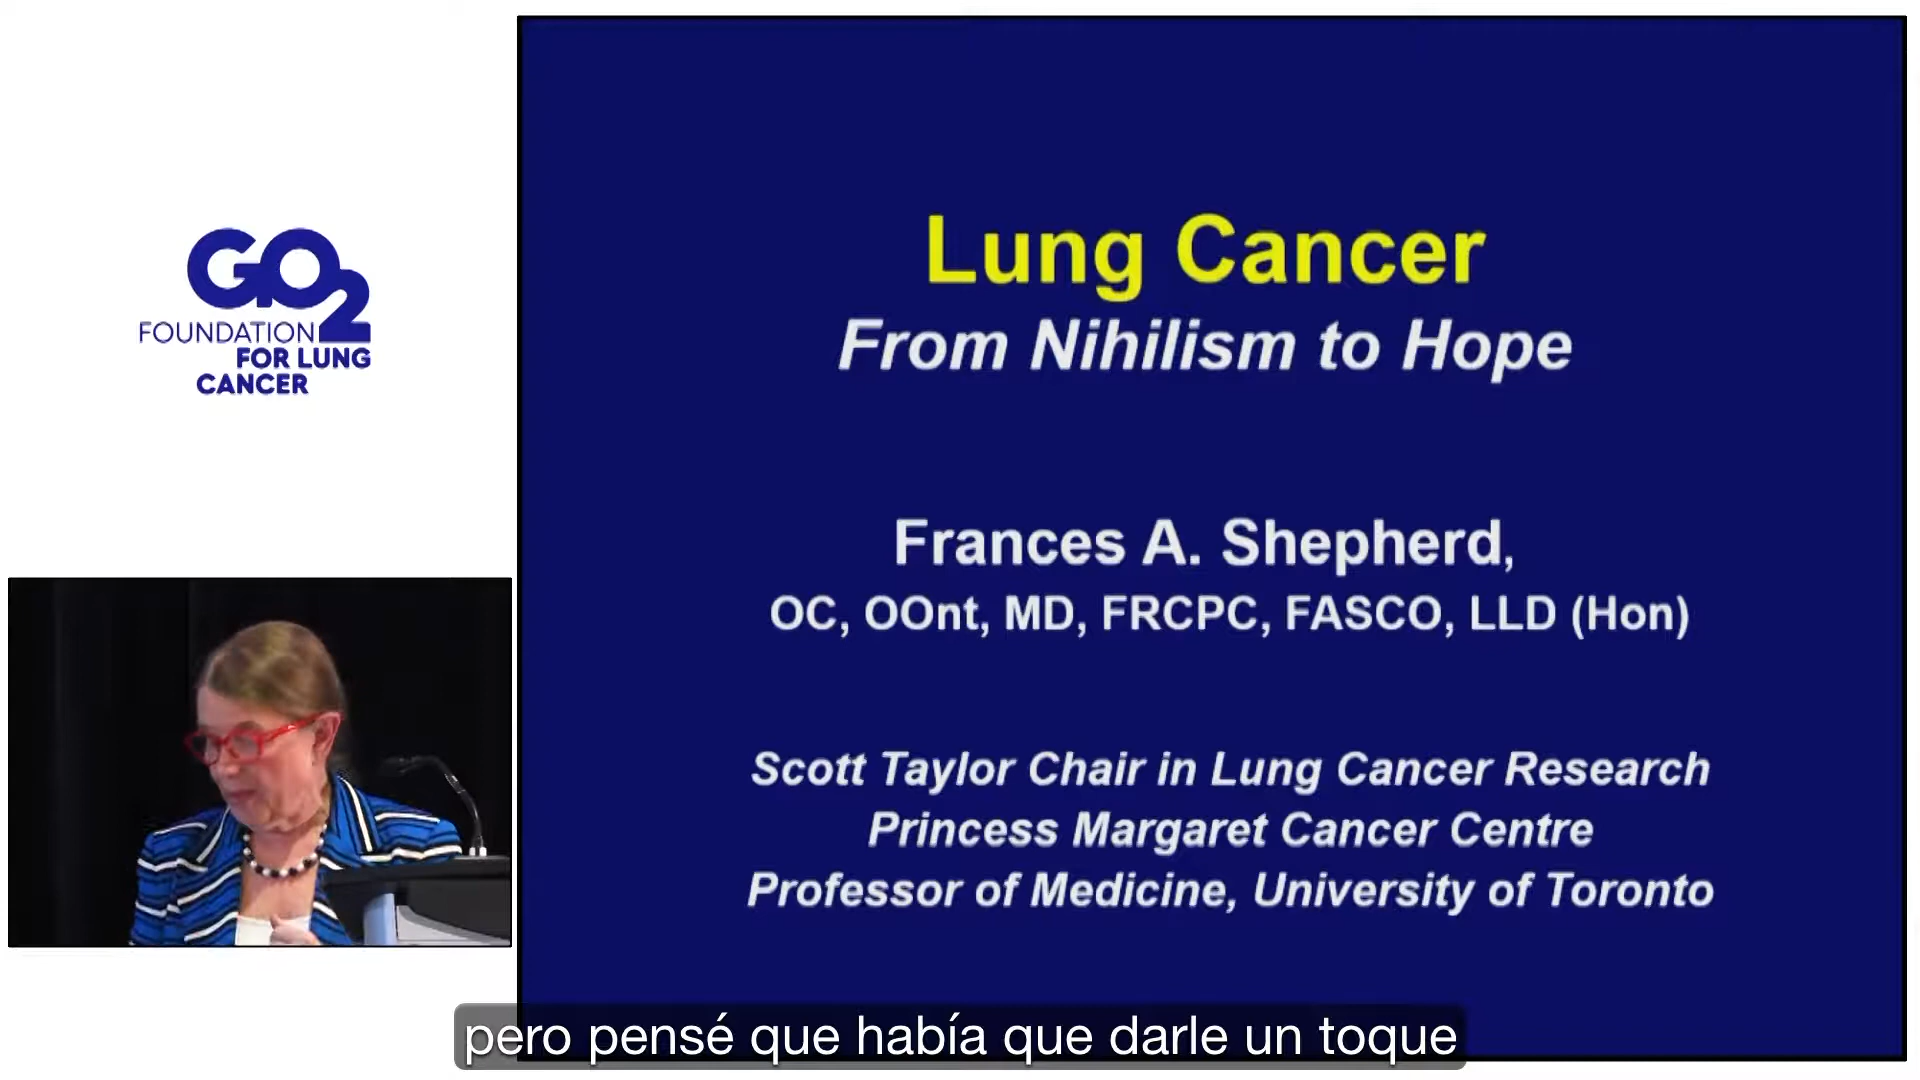 GO2
FOUNDATION
FOR LUNG
CANCER
Lung Cancer
From Nihilism to Hope
Frances A. Shepherd,
OC, OOnt, MD, FRCPC, FASCO, LLD (Hon)
Scott Taylor Chair in Lung Cancer Research
Princess Margaret Cancer Centre
Professor of Medicine, University of Toronto
pero pensé que había que darle un toque